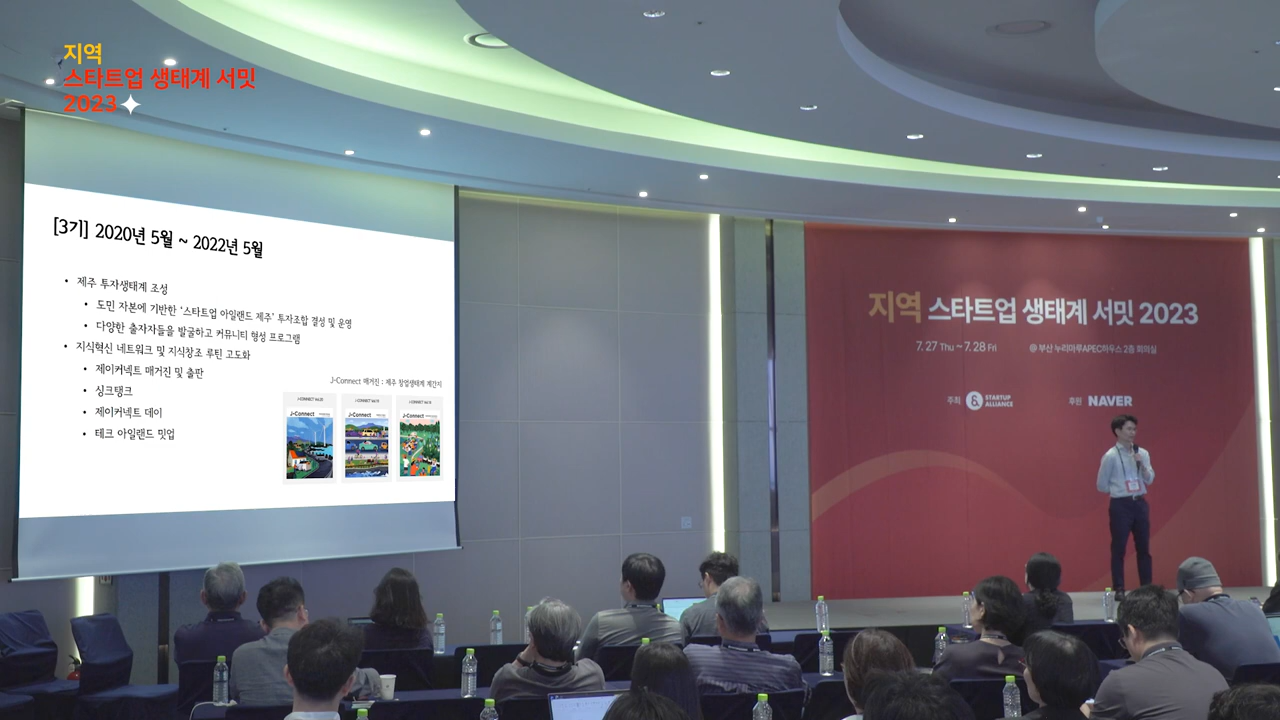 지역
스타트업 생태계 서밋
2023
[3기] 2020년 5월 ~ 2022년 5월
• 제주 투자생태계 조성
• 도민 자본에 기반한 ‘스타트업 아일랜드 제주’ 투자조합 결성 및 운영
• 다양한 출자자들을 발굴하고 커뮤니티 형성 프로그램
• 지식혁신 네트워크 및 지식창조 루틴 고도화
• 제이커넥트 매거진 및 출판
• 싱크탱크
• 제이커넥트 데이
• 테크 아일랜드 밋업
J-Connect 매거진 : 제주 창업생태계 계간지
J-Connect
J-Connect
J-Connect
지역 스타트업 생태계 서밋 2023
7. 27 Thu ~ 7. 28 Fri @ 부산 누리마루APEC하우스 2층 회의실
주최 & STARTUP ALLIANCE 후원 NAVER